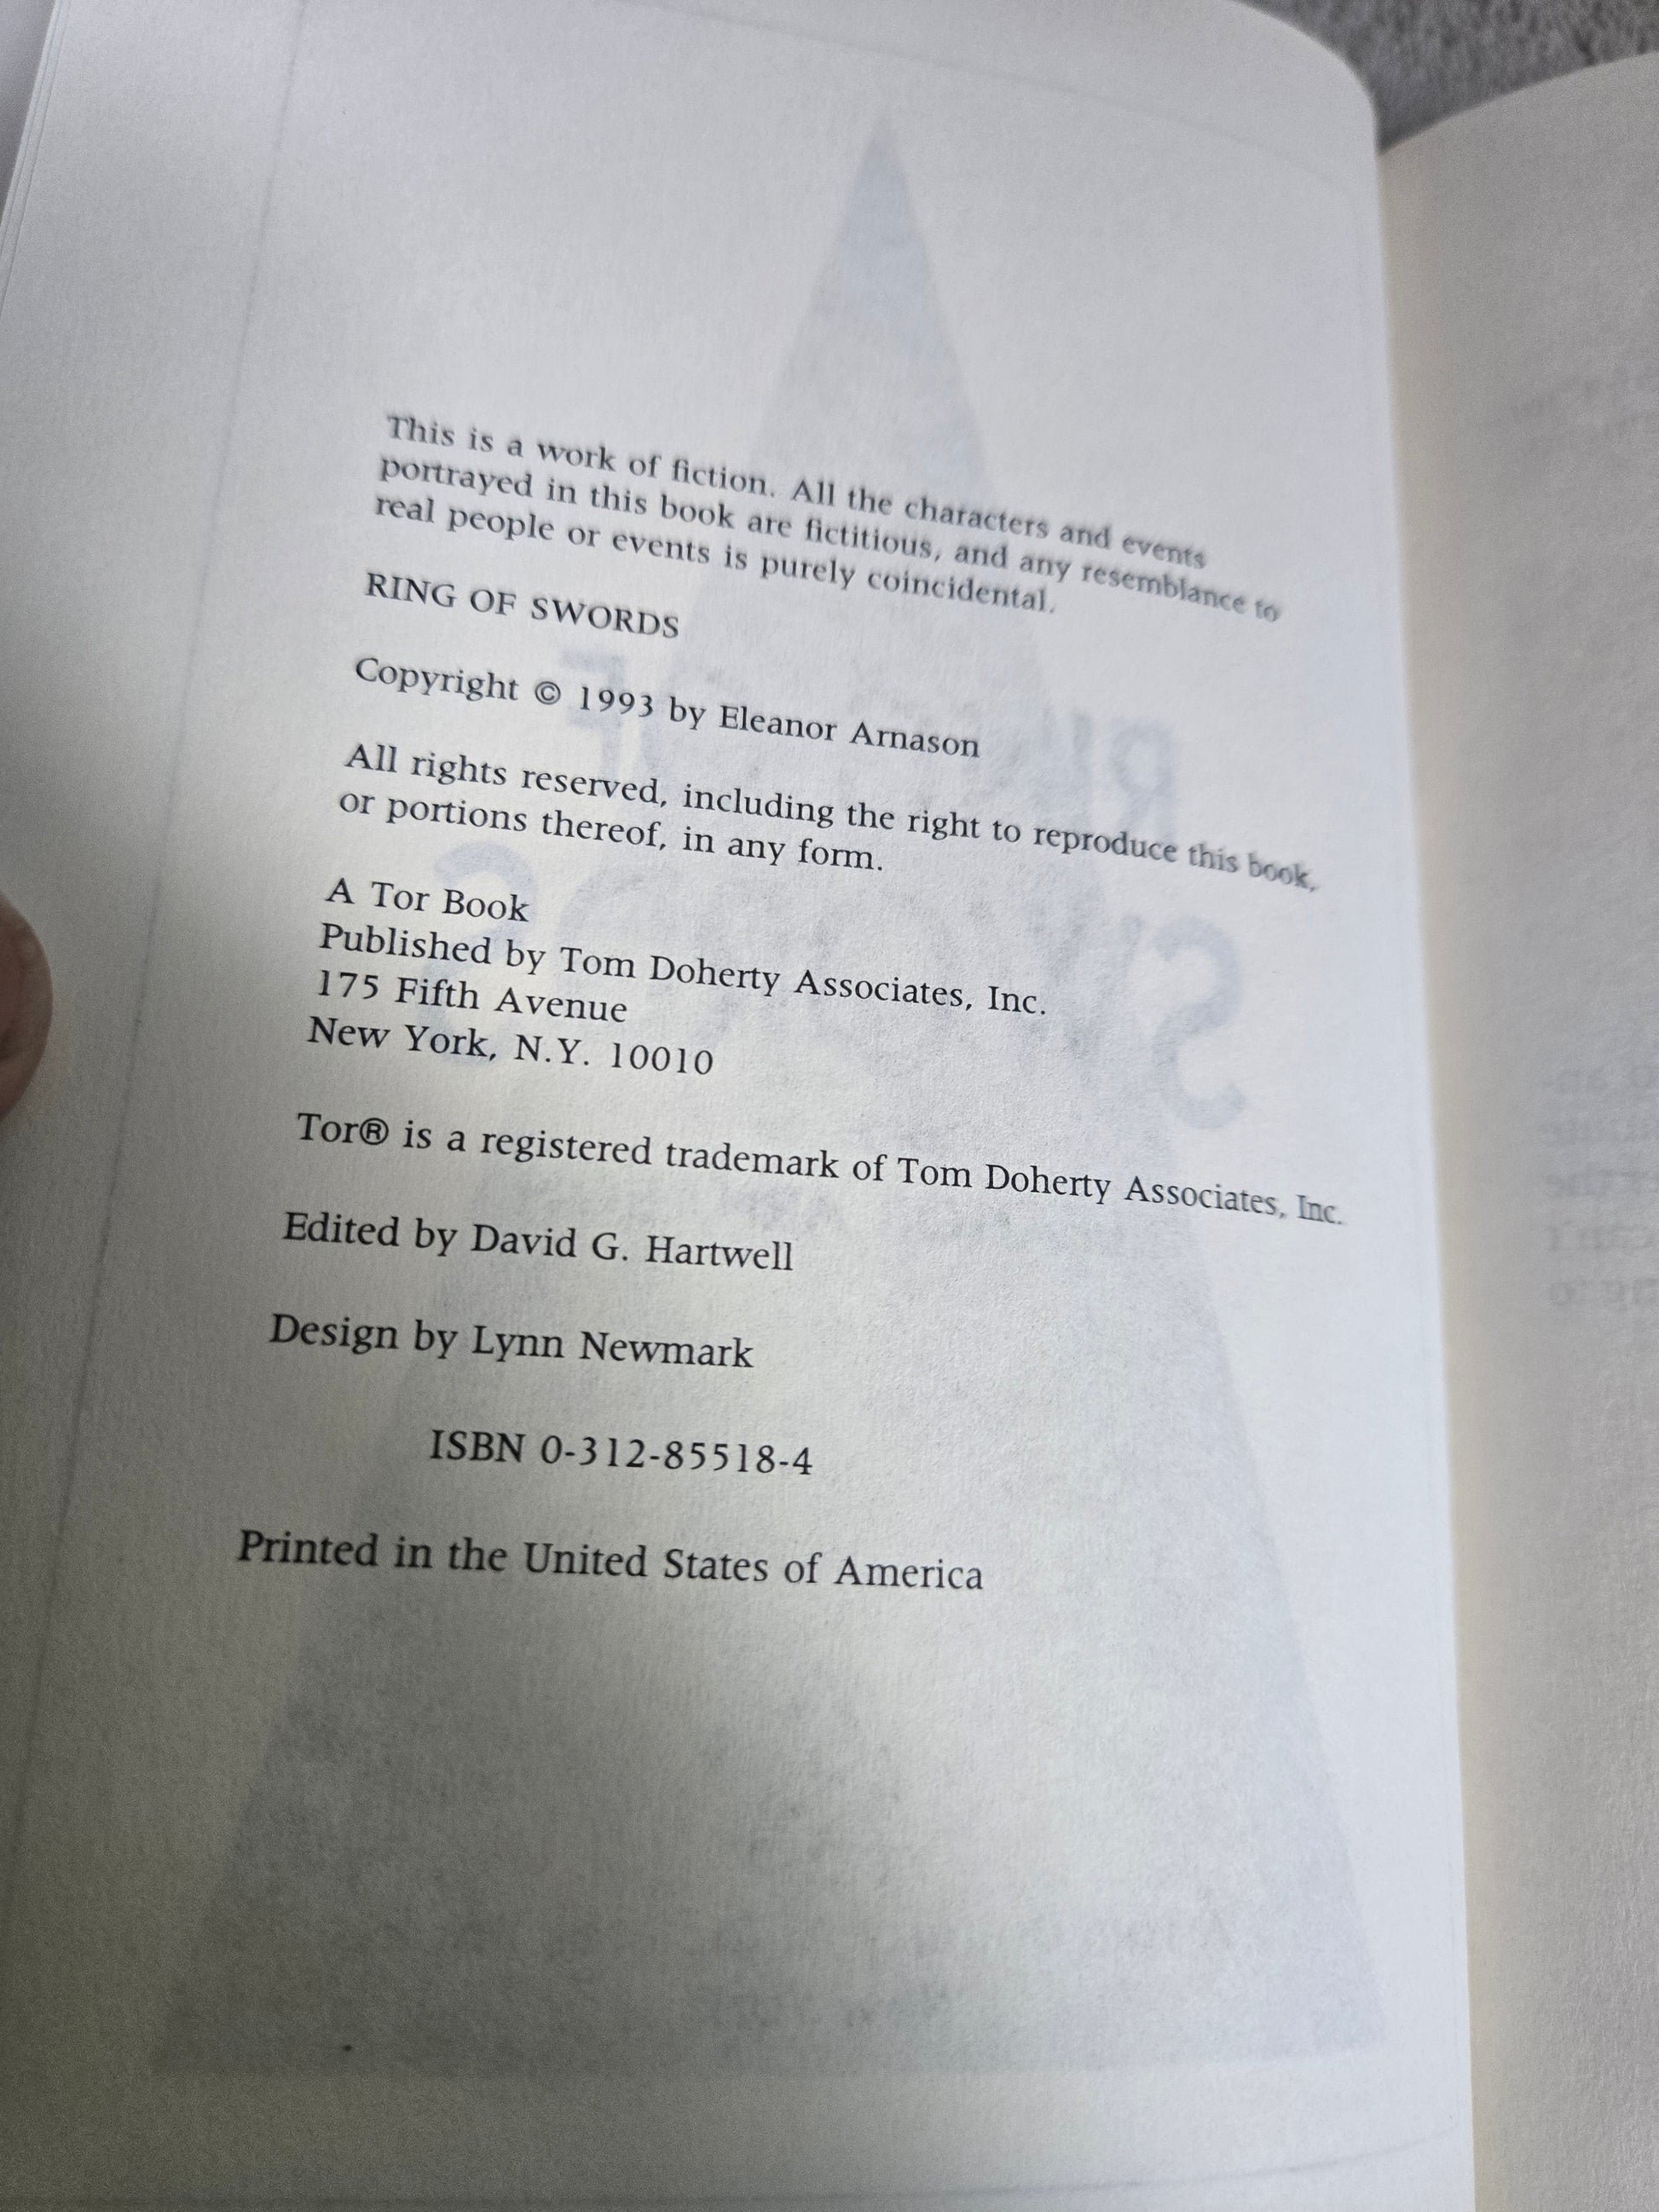 This is a work of fiction. All the characters and events
portrayed in this book are fictitious, and any resemblance to
real people or events is purely coincidental.
RING OF SWORDS
Copyright © 1993 by Eleanor Arnason
All rights reserved, including the right to reproduce this book,
or portions thereof, in any form.
A Tor Book
Published by Tom Doherty Associates, Inc.
175 Fifth Avenue
New York, N.Y. 10010
Tor® is a registered trademark of Tom Doherty Associates, Inc.
Edited by David G. Hartwell
Design by Lynn Newmark
ISBN 0-312-85518-4
Printed in the United States of America